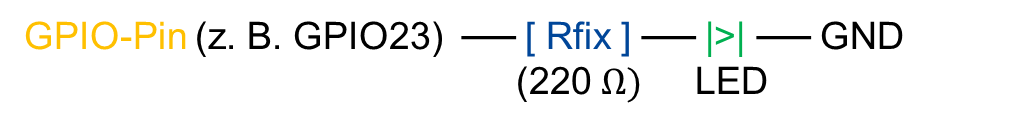 GPIO-Pin (z. B. GPIO23) — [ Rfix ] — |>| — GND
(220 Ω) LED